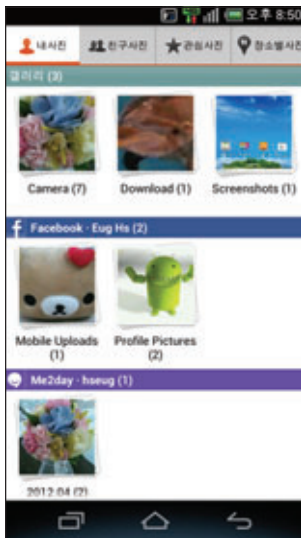 오후 8:50
내사진 친구사진 관심사진 장소별사진
갤러리 (3)
Camera (7) Download (1) Screenshots (1)
Facebook · Eug Hs (2)
Mobile Uploads (1) Profile Pictures (2)
Me2day · hseug (1)
2012.04 (2)